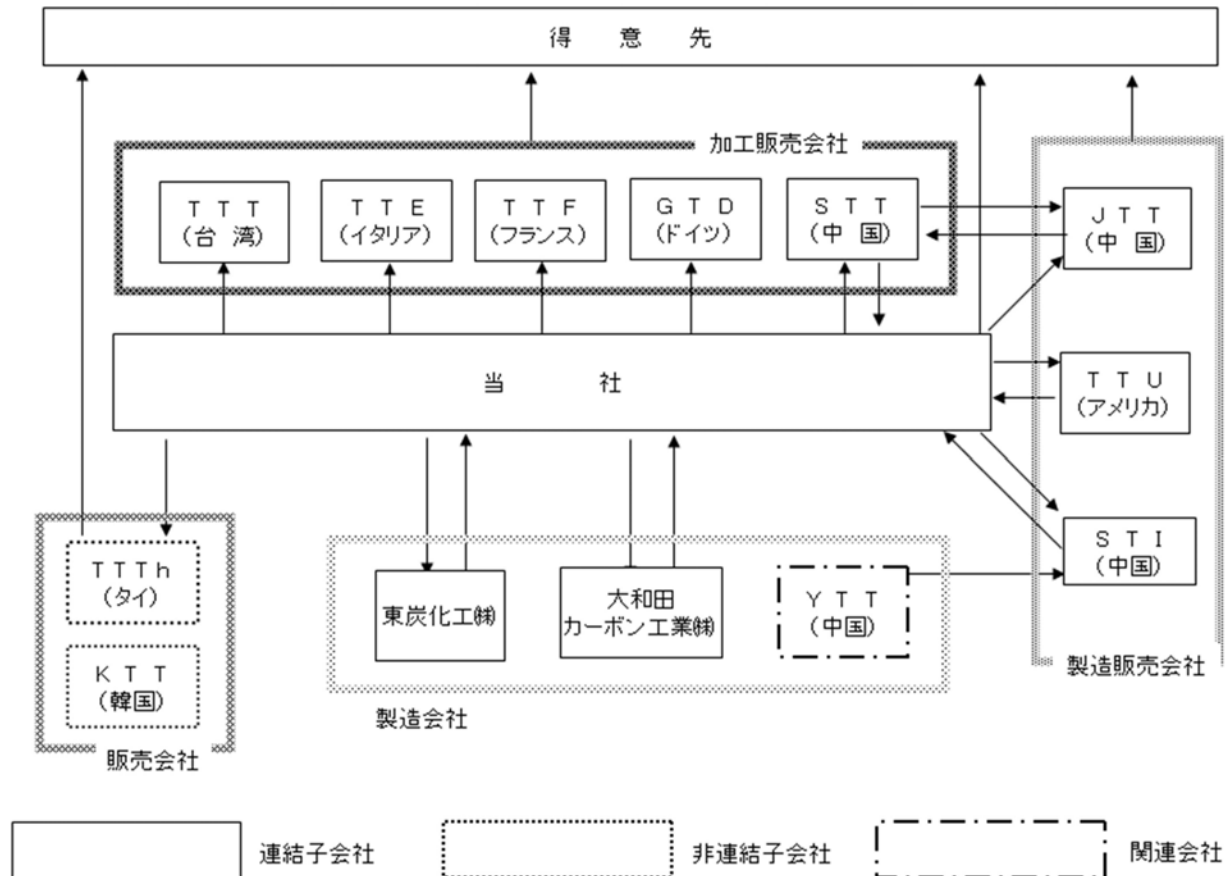 得意先
加工販売会社
TTT
(台湾)
TTE
(イタリア)
TTF
(フランス)
GTD
(ドイツ)
STT
(中国)
JTT
(中国)
当社
TTU
(アメリカ)
STI
(中国)
製造販売会社
TTTh
(タイ)
KTT
(韓国)
販売会社
東炭化工㈱
大和田
カーボン工業㈱
YTT
(中国)
製造会社
連結子会社
非連結子会社
関連会社